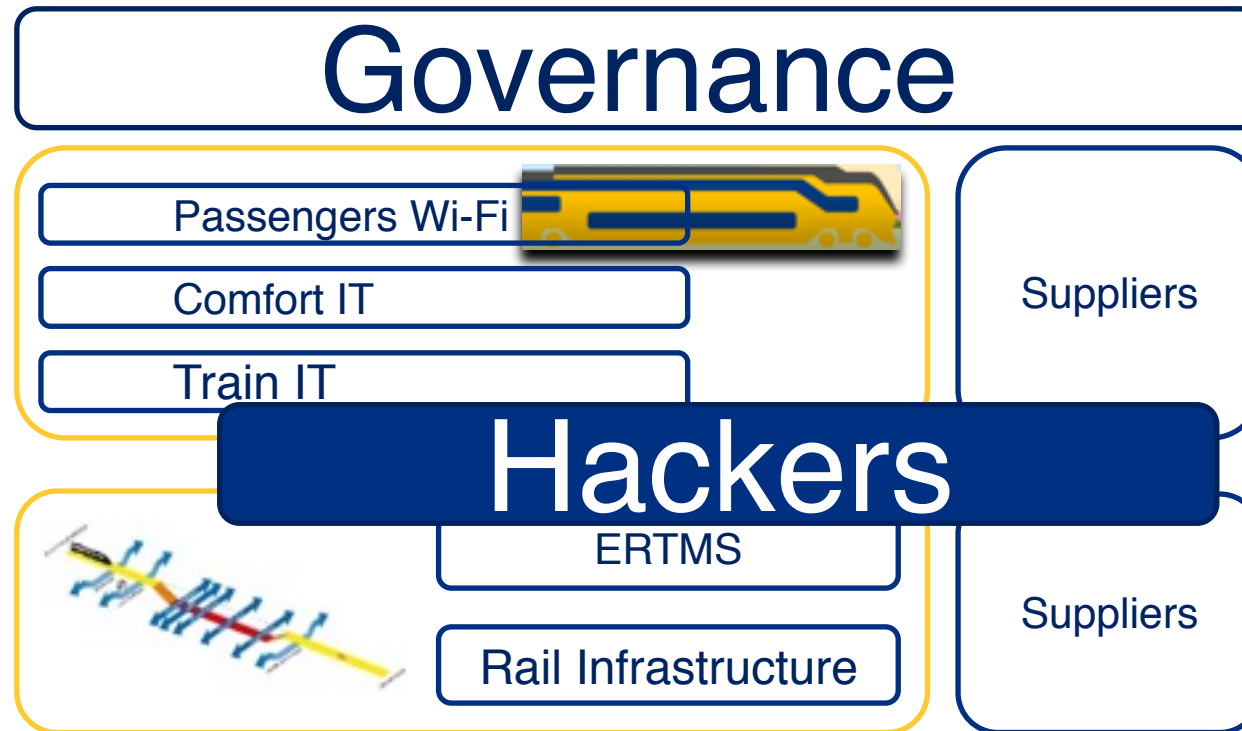 Governance
Passengers Wi-Fi
Comfort IT
Suppliers
Train IT
Hackers
ERTMS
Suppliers
Rail Infrastructure